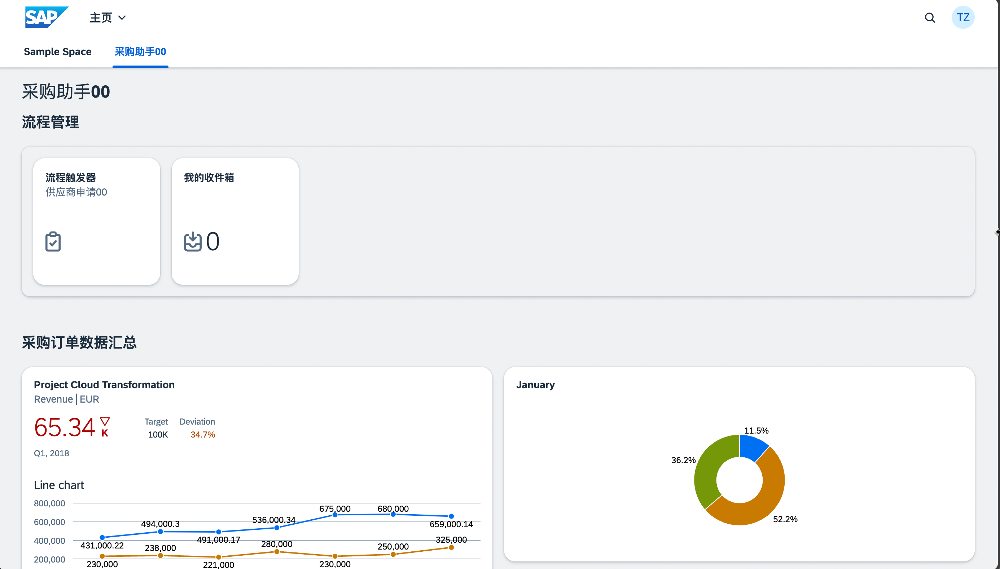 SAP
主页
TZ
Sample Space
采购助手00
采购助手00
流程管理
流程触发器
供应商申请00
我的收件箱
0
采购订单数据汇总
Project Cloud Transformation
Revenue | EUR
65.34 K
Target
100K
Deviation
34.7%
Q1, 2018
Line chart
800,000
600,000
400,000
200,000
431,000.22
494,000.3
491,000.17
536,000.34
675,000
680,000
659,000.14
230,000
238,000
221,000
280,000
230,000
250,000
325,000
January
11.5%
36.2%
52.2%